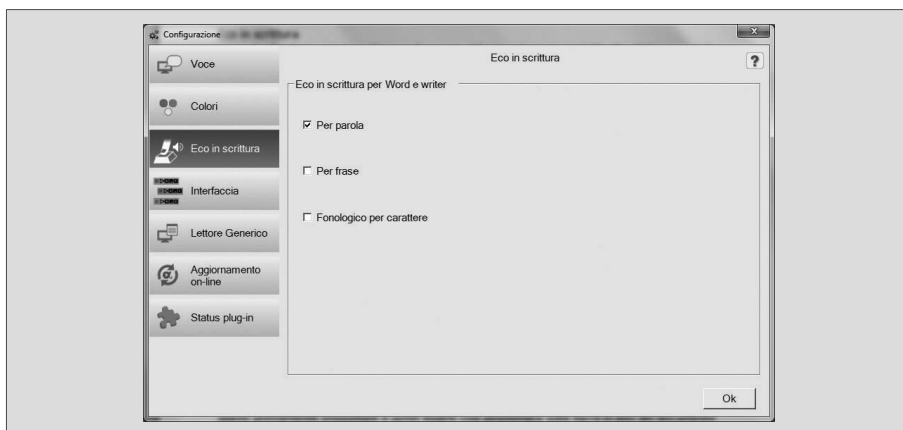 Configurazione
Eco in scrittura
Voce
Eco in scrittura per Word e writer
Colori
Per parola
Eco in scrittura
Per frase
Interfaccia
Fonologico per carattere
Lettore Generico
Aggiornamento
on-line
Status plug-in
Ok